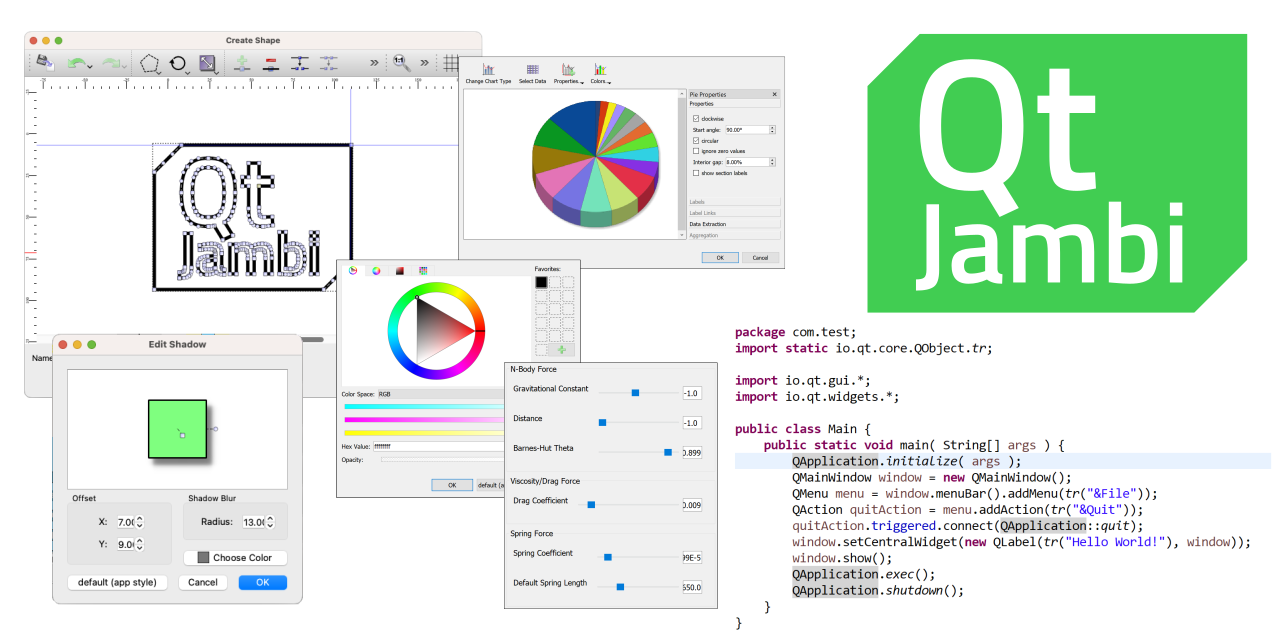 Create Shape
1:1
»
»
Qt
Jambi
Name
Change Chart Type
Select Data
Properties...
Colors...
Pie Properties
Properties
clockwise
Start angle: 90.00°
circular
ignore zero values
Interior gap: 8.00%
show section labels
Labels
Label Links
Data Extraction
Aggregation
OK
Cancel
Favorites:
Color Space: RGB
Hex Value: ffffffff
Opacity:
OK
default (a
Edit Shadow
Offset
X: 7.0(
Y: 9.0(
Shadow Blur
Radius: 13.0(
Choose Color
default (app style)
Cancel
OK
N-Body Force
Gravitational Constant
-1.0
Distance
-1.0
Barnes-Hut Theta
0.899
Viscosity/Drag Force
Drag Coefficient
0.009
Spring Force
Spring Coefficient
99E-5
Default Spring Length
550.0
Qt
Jambi
package com.test;
import static io.qt.core.QObject.tr;
import io.qt.gui.*;
import io.qt.widgets.*;
public class Main {
public static void main( String[] args ) {
QApplication.initialize( args );
QMainWindow window = new QMainWindow();
QMenu menu = window.menuBar().addMenu(tr("&File"));
QAction quitAction = menu.addAction(tr("&Quit"));
quitAction.triggered.connect(QApplication::quit);
window.setCentralWidget(new QLabel(tr("Hello World!"), window));
window.show();
QApplication.exec();
QApplication.shutdown();
}
}